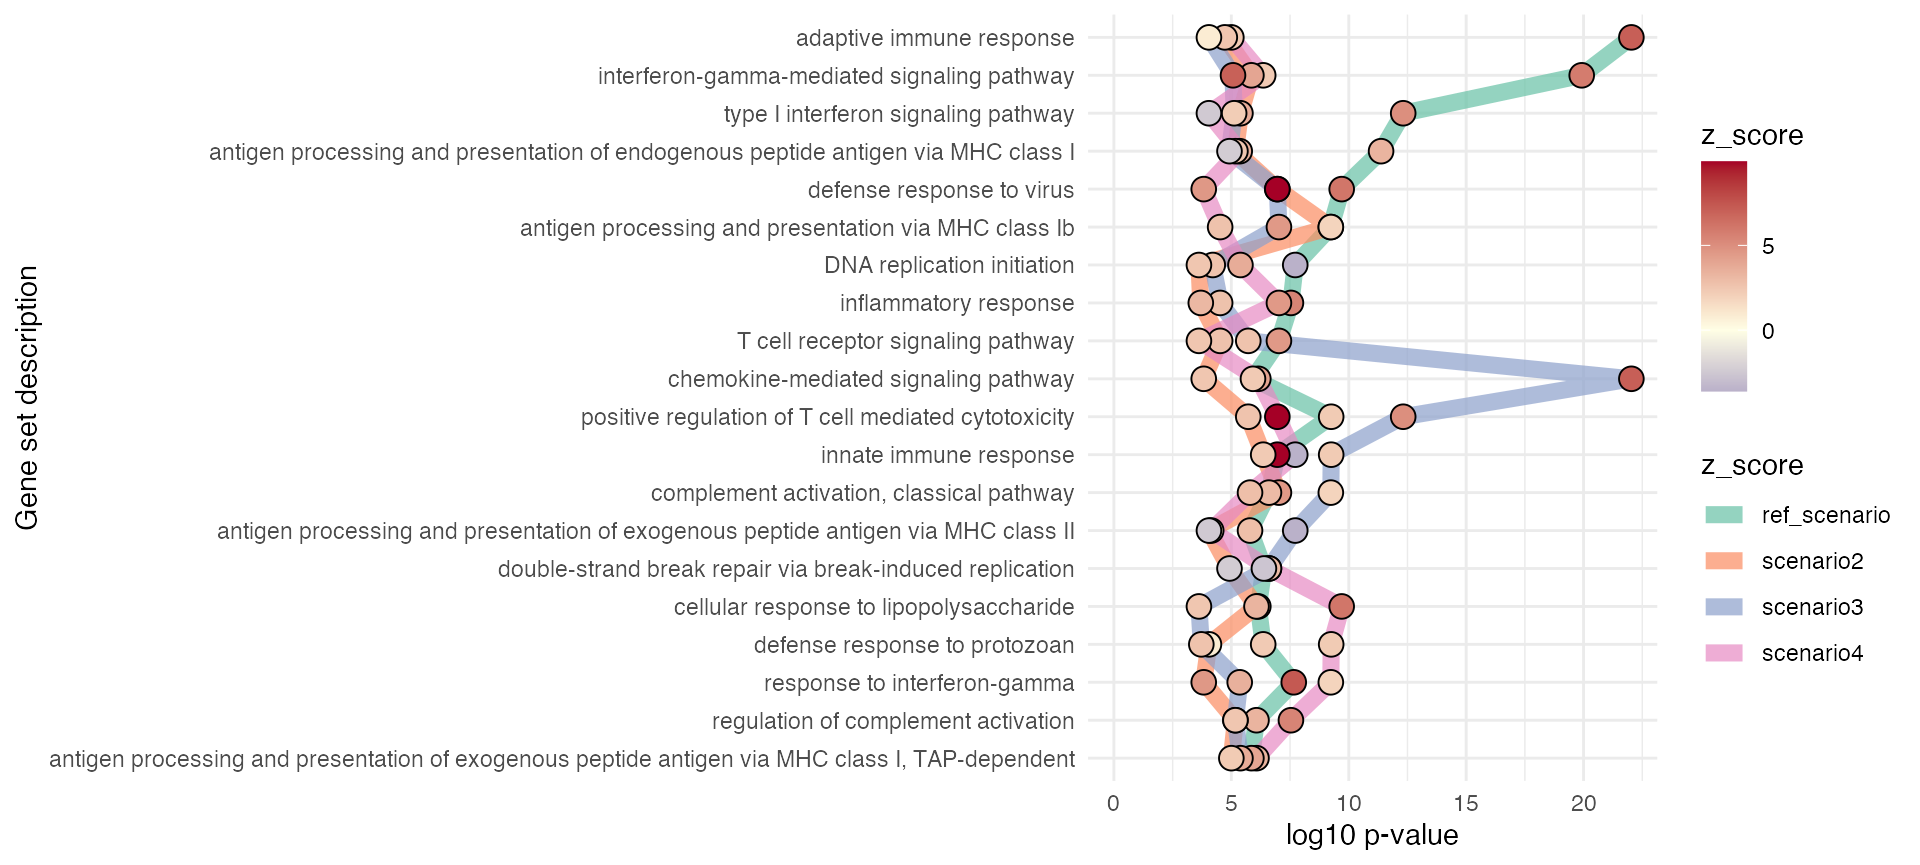 adaptive immune response
interferon-gamma-mediated signaling pathway
type I interferon signaling pathway
antigen processing and presentation of endogenous peptide antigen via MHC class I
defense response to virus
antigen processing and presentation via MHC class Ib
DNA replication initiation
inflammatory response
T cell receptor signaling pathway
chemokine-mediated signaling pathway
positive regulation of T cell mediated cytotoxicity
innate immune response
complement activation, classical pathway
antigen processing and presentation of exogenous peptide antigen via MHC class II
double-strand break repair via break-induced replication
cellular response to lipopolysaccharide
defense response to protozoan
response to interferon-gamma
regulation of complement activation
antigen processing and presentation of exogenous peptide antigen via MHC class I, TAP-dependent
Gene set description
0 5 10 15 20
log10 p-value
z_score
5
0
z_score
ref_scenario
scenario2
scenario3
scenario4